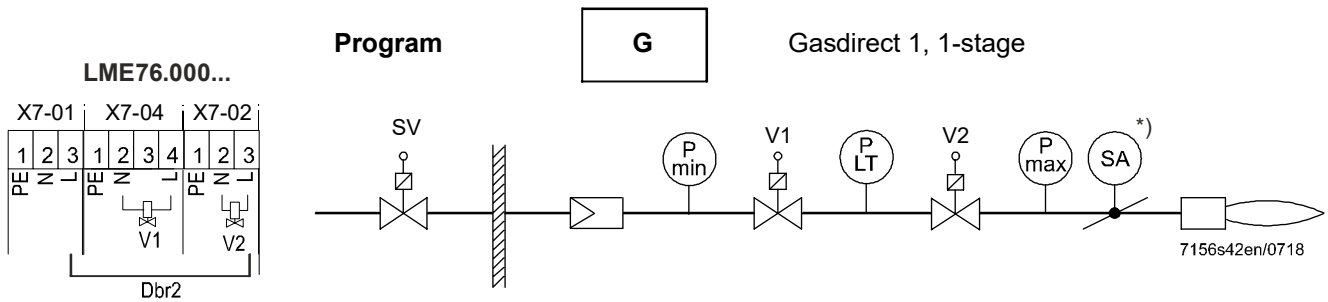 Program G Gasdirect 1, 1-stage
LME76.000...
X7-01 X7-04 X7-02
1 2 3 1 2 3 4 1 2 3
PE N L PE N L PE N L
V1 V2
Dbr2
SV
P min
V1
P LT
V2
P max
SA
*)
7156s42en/0718